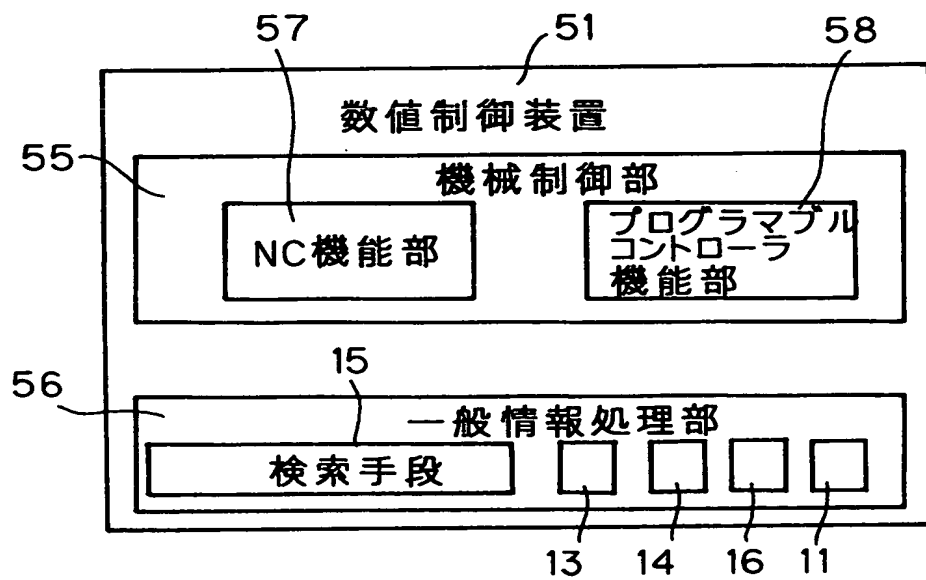 57
51
58
数値制御装置
55
機械制御部
NC機能部
プログラマブル
コントローラ
機能部
56
15
一般情報処理部
検索手段
13
14
16
11